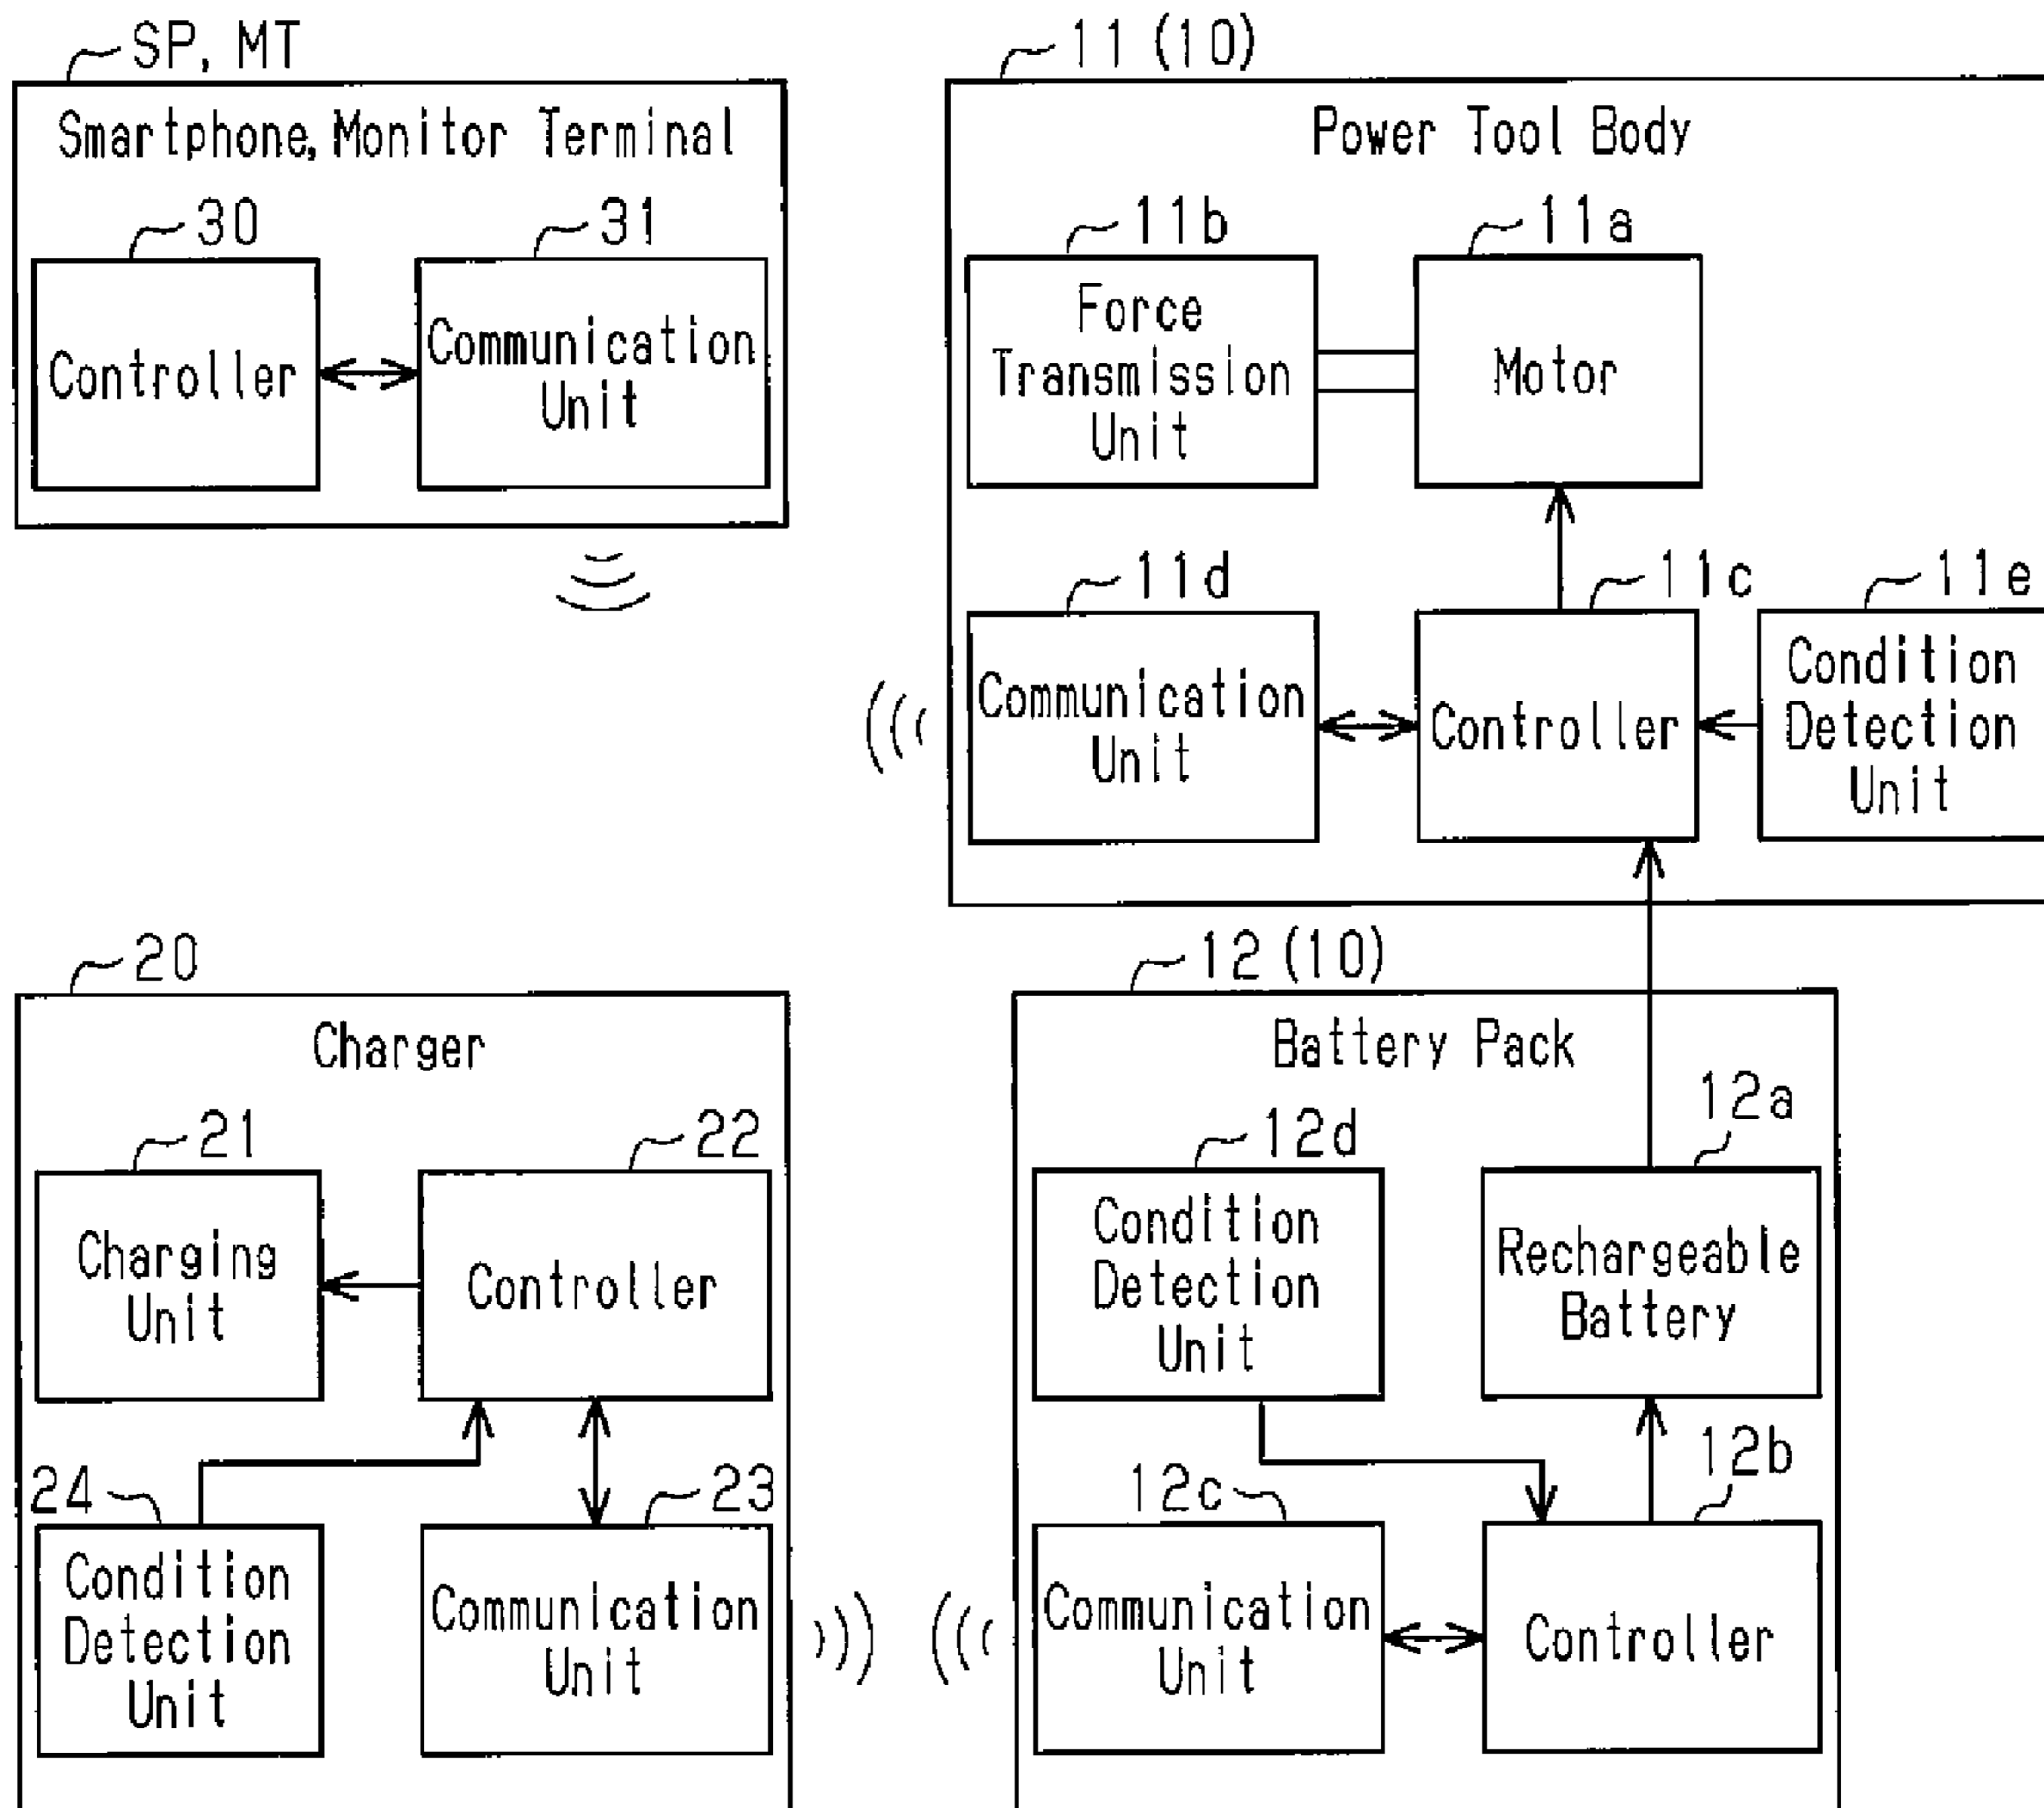 SP, MT
Smartphone, Monitor Terminal
30
31
Controller
Communication
Unit
11 (10)
Power Tool Body
11b
11a
Force
Transmission
Unit
Motor
11d
11c
11e
Communication
Unit
Controller
Condition
Detection
Unit
20
Charger
21
22
Charging
Unit
Controller
24
23
Condition
Detection
Unit
Communication
Unit
12 (10)
Battery Pack
12d
12a
Condition
Detection
Unit
Rechargeable
Battery
12c
12b
Communication
Unit
Controller